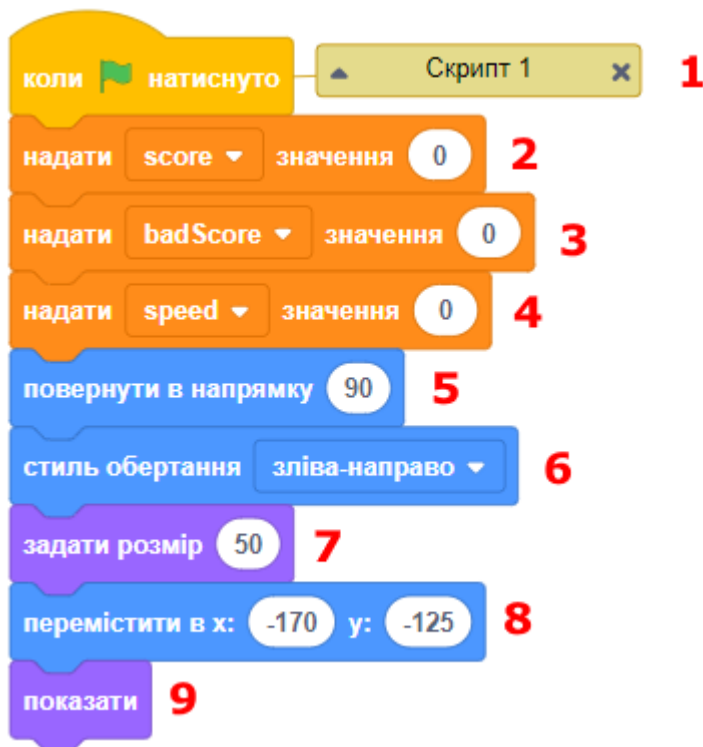 коли натиснуто Скрипт 1 1
надати score значення 0 2
надати badScore значення 0 3
надати speed значення 0 4
повернути в напрямку 90 5
стиль обертання зліва-направо 6
задати розмір 50 7
перемістити в x: -170 y: -125 8
показати 9